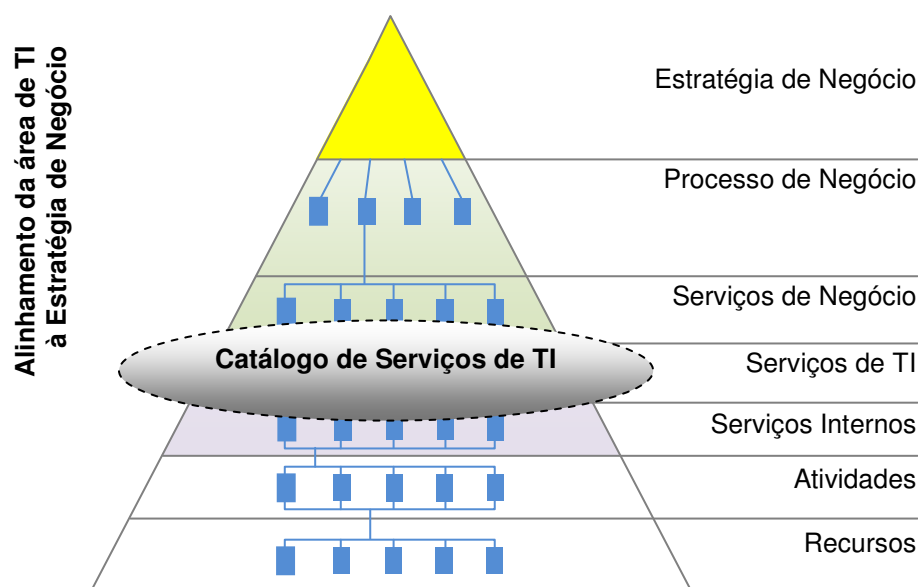 Alinhamento da área de TI
à Estratégia de Negócio
Estratégia de Negócio
Processo de Negócio
Serviços de Negócio
Catálogo de Serviços de TI
Serviços de TI
Serviços Internos
Atividades
Recursos